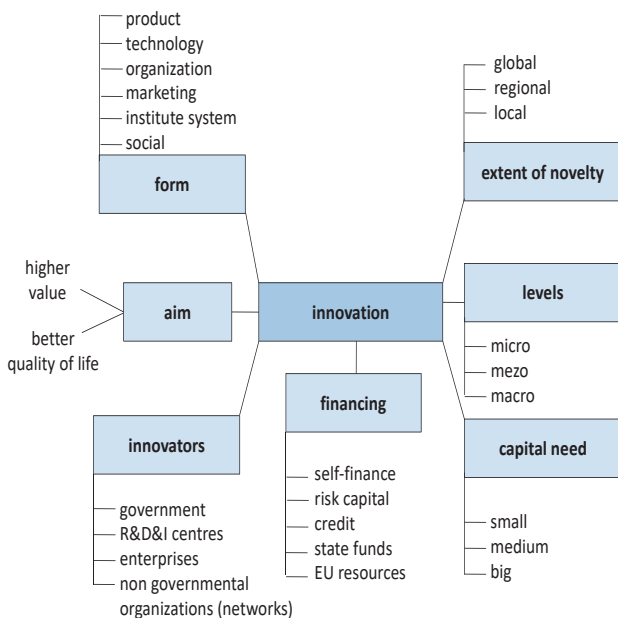 product
technology
organization
marketing
institute system
social
form
global
regional
local
extent of novelty
higher
value
better
quality of life
aim
innovation
levels
micro
mezo
macro
financing
self-finance
risk capital
credit
state funds
EU resources
innovators
government
R&D&I centres
enterprises
non governmental
organizations (networks)
capital need
small
medium
big